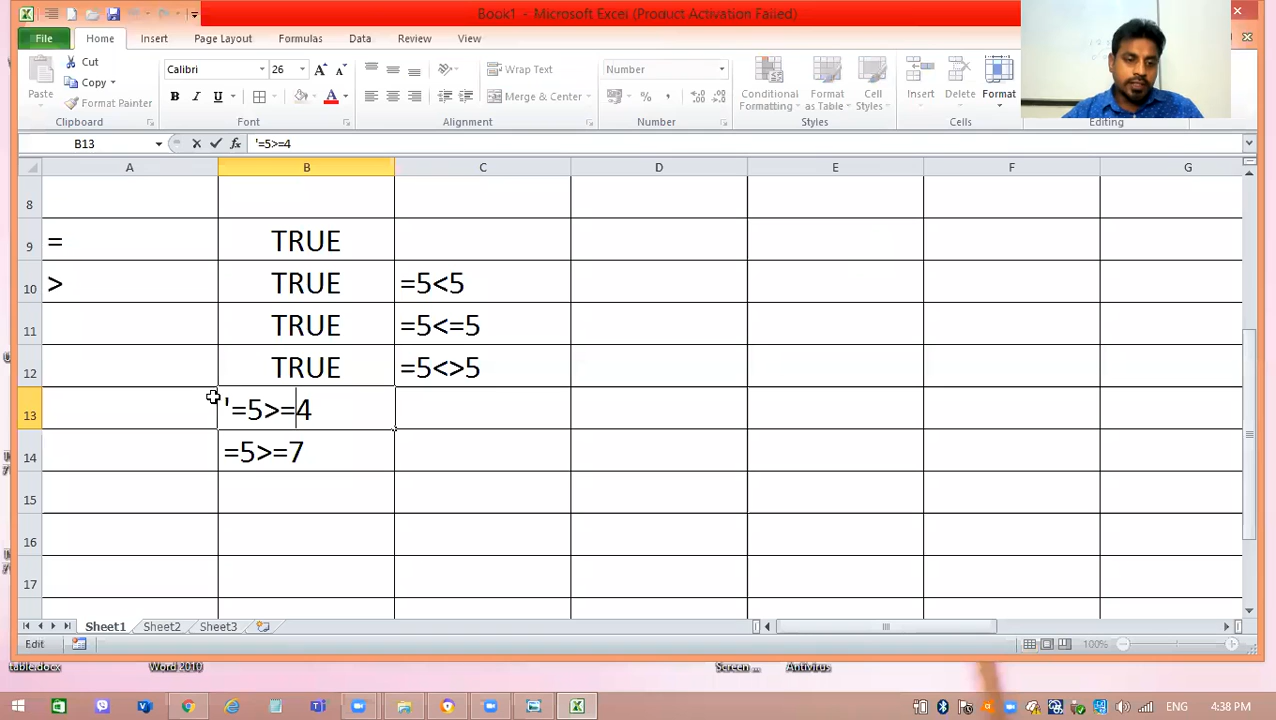 Book1 - Microsoft Excel (Product Activation Failed)
File Home Insert Page Layout Formulas Data Review View
Cut
Copy
Format Painter
Paste
Calibri 26
B I U
Wrap Text
Merge & Center
Number
Conditional Formatting
Format as Table
Cell Styles
Insert Delete Format
Clipboard Font Alignment Number Styles Cells Editing
B13 '=5>=4
A B C D E F G
8
9 = TRUE
10 > TRUE =5<5
11 TRUE =5<=5
12 TRUE =5<>5
13 '=5>=4
14 =5>=7
15
16
17
Sheet1 Sheet2 Sheet3
Edit 100%
table.docx Word 2010 Screen ... Antivirus
ENG 4:38 PM